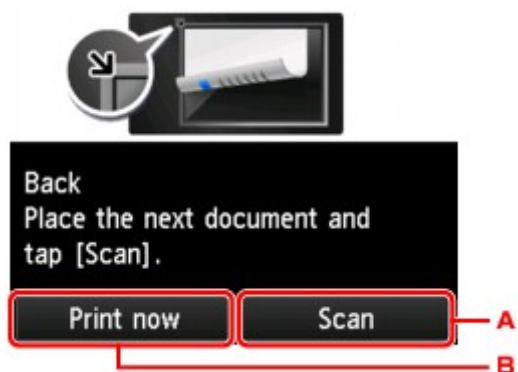 Back
Place the next document and
tap [Scan].
Print now Scan A
B